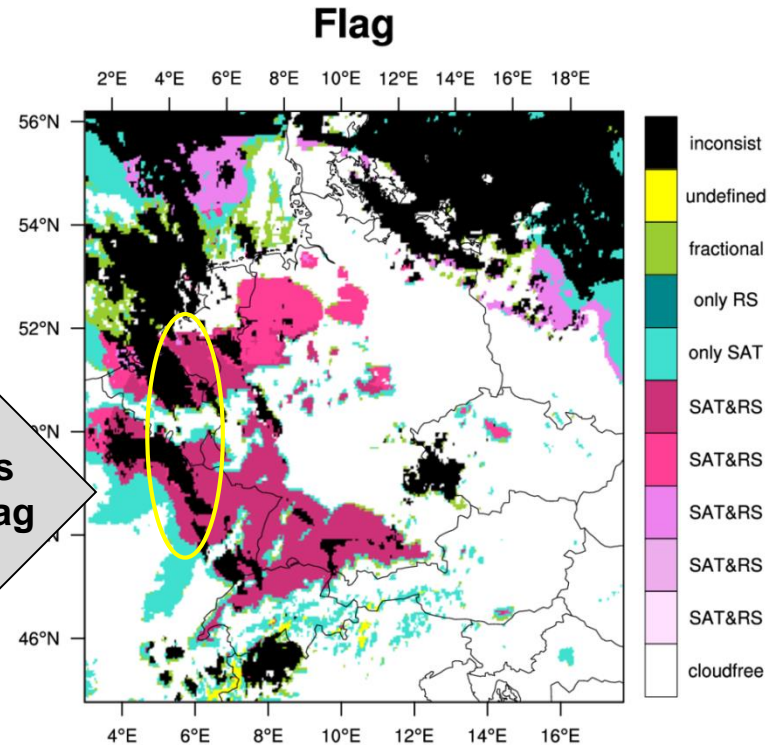 Flag
2°E 4°E 6°E 8°E 10°E 12°E 14°E 16°E 18°E
56°N
54°N
52°N
46°N
4°E 6°E 8°E 10°E 12°E 14°E 16°E
inconsist
undefined
fractional
only RS
only SAT
SAT&RS
SAT&RS
SAT&RS
SAT&RS
SAT&RS
cloudfree